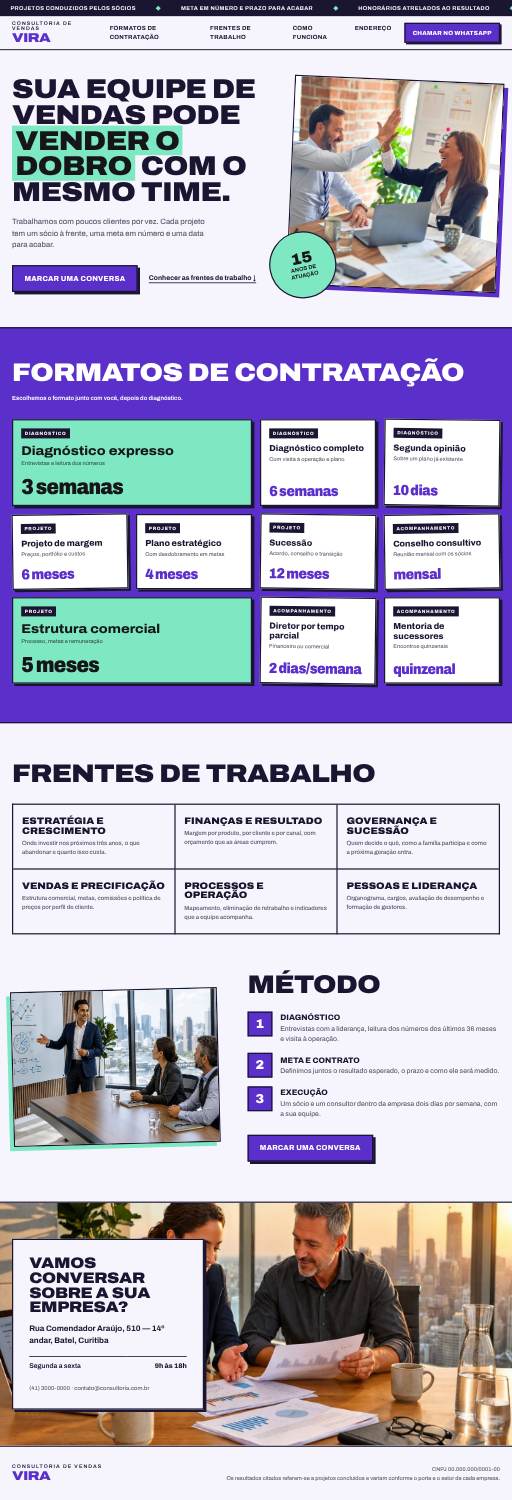 PROJETOS CONDUZIDOS PELOS SÓCIOS ◆ META EM NÚMERO E PRAZO PARA ACABAR ◆ HONORÁRIOS ATRELADOS AO RESULTADO
CONSULTORIA DE
VENDAS
VIRA
FORMATOS DE
CONTRATAÇÃO
FRENTES DE
TRABALHO
COMO
FUNCIONA
ENDEREÇO
CHAMAR NO WHATSAPP
SUA EQUIPE DE
VENDAS PODE
VENDER O
DOBRO COM O
MESMO TIME.
Trabalhamos com poucos clientes por vez. Cada projeto
tem um sócio à frente, uma meta em número e uma data
para acabar.
MARCAR UMA CONVERSA
Conhecer as frentes de trabalho ↓
15
ANOS DE
ATUAÇÃO
FORMATOS DE CONTRATAÇÃO
Escolhemos o formato junto com você, depois do diagnóstico.
DIAGNÓSTICO
Diagnóstico expresso
Entrevistas e leitura dos números
3 semanas
DIAGNÓSTICO
Diagnóstico completo
Com visita à operação e plano
6 semanas
DIAGNÓSTICO
Segunda opinião
Sobre um plano já existente
10 dias
PROJETO
Projeto de margem
Preços, portfólio e custos
6 meses
PROJETO
Plano estratégico
Com desdobramento em metas
4 meses
PROJETO
Sucessão
Acordo, conselho e transição
12 meses
ACOMPANHAMENTO
Conselho consultivo
Reunião mensal com os sócios
mensal
PROJETO
Estrutura comercial
Processo, metas e remuneração
5 meses
ACOMPANHAMENTO
Diretor por tempo
parcial
Financeiro ou comercial
2 dias/semana
ACOMPANHAMENTO
Mentoria de
sucessores
Encontros quinzenais
quinzenal
FRENTES DE TRABALHO
ESTRATÉGIA E
CRESCIMENTO
Onde investir nos próximos três anos, o que
abandonar e quanto isso custa.
FINANÇAS E RESULTADO
Margem por produto, por cliente e por canal, com
orçamento que as áreas cumprem.
GOVERNANÇA E
SUCESSÃO
Quem decide o quê, como a família participa e como
a próxima geração entra.
VENDAS E PRECIFICAÇÃO
Estrutura comercial, metas, comissões e política de
preços por perfil de cliente.
PROCESSOS E
OPERAÇÃO
Mapeamento, eliminação de retrabalho e indicadores
que a equipe acompanha.
PESSOAS E LIDERANÇA
Organograma, cargos, avaliação de desempenho e
formação de gestores.
MÉTODO
1
DIAGNÓSTICO
Entrevistas com a liderança, leitura dos números dos últimos 36 meses
e visita à operação.
2
META E CONTRATO
Definimos juntos o resultado esperado, o prazo e como ele será medido.
3
EXECUÇÃO
Um sócio e um consultor dentro da empresa dois dias por semana, com
a sua equipe.
MARCAR UMA CONVERSA
VAMOS
CONVERSAR
SOBRE A SUA
EMPRESA?
Rua Comendador Araújo, 510 — 14º
andar, Batel, Curitiba
Segunda a sexta 9h às 18h
(41) 3000-0000 · contato@consultoria.com.br
CONSULTORIA DE VENDAS
VIRA
CNPJ 00.000.000/0001-00
Os resultados citados referem-se a projetos concluídos e variam conforme o porte e o setor de cada empresa.